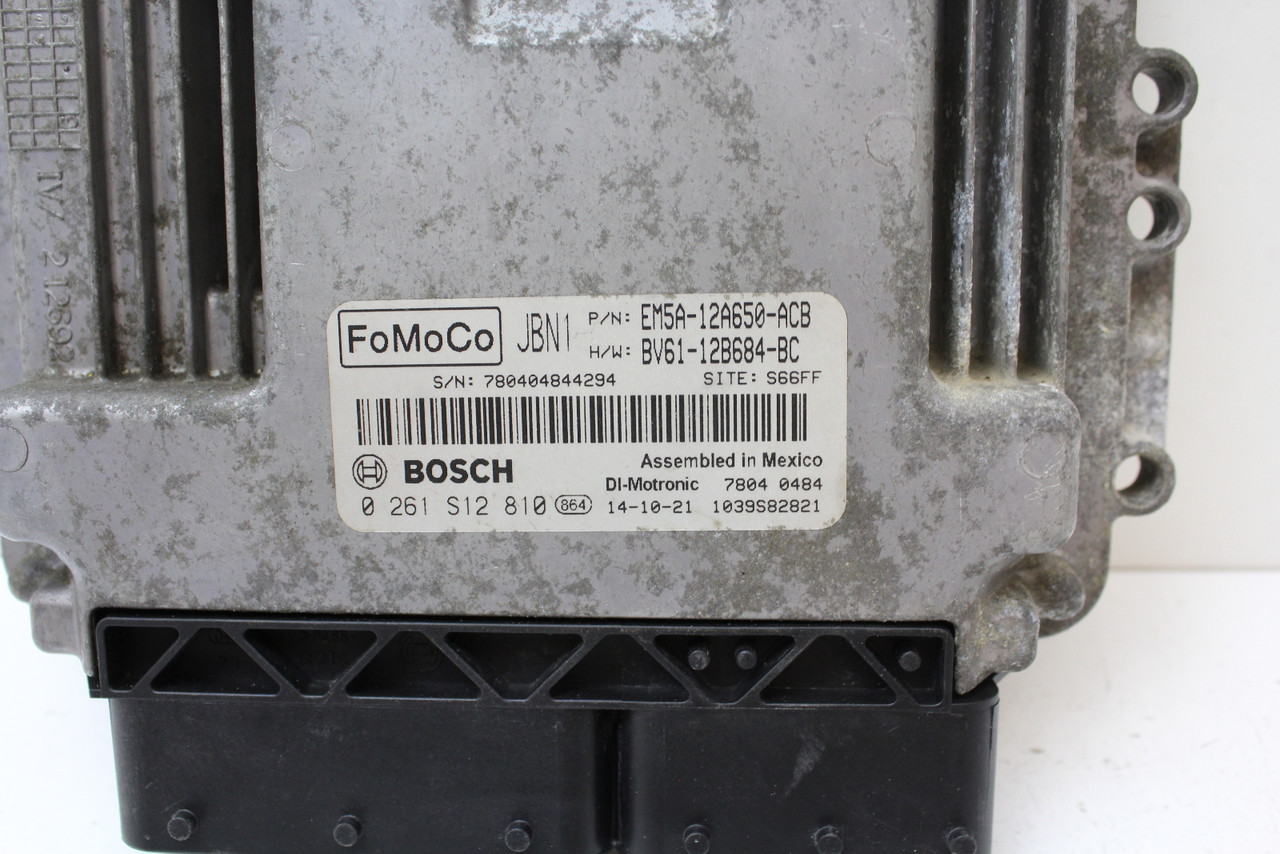 FoMoCo JBN1 P/N: EM5A-12A650-ACB
H/W: BV61-12B684-BC
S/N: 780404844294 SITE: S66FF
BOSCH Assembled in Mexico
DI-Motronic 7804 0484
0 261 S12 810 864 14-10-21 1039S82821